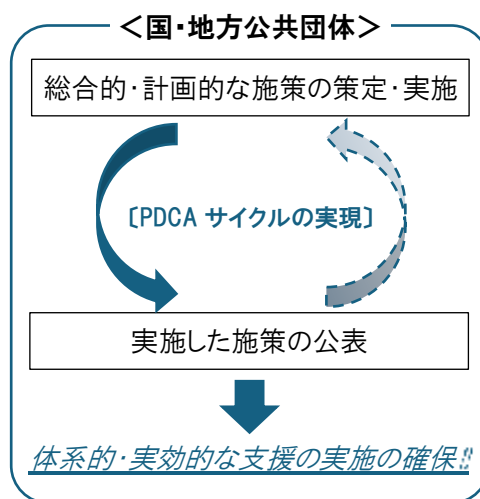 ＜国・地方公共団体＞
総合的・計画的な施策の策定・実施
〔PDCA サイクルの実現〕
実施した施策の公表
体系的・実効的な支援の実施の確保‼